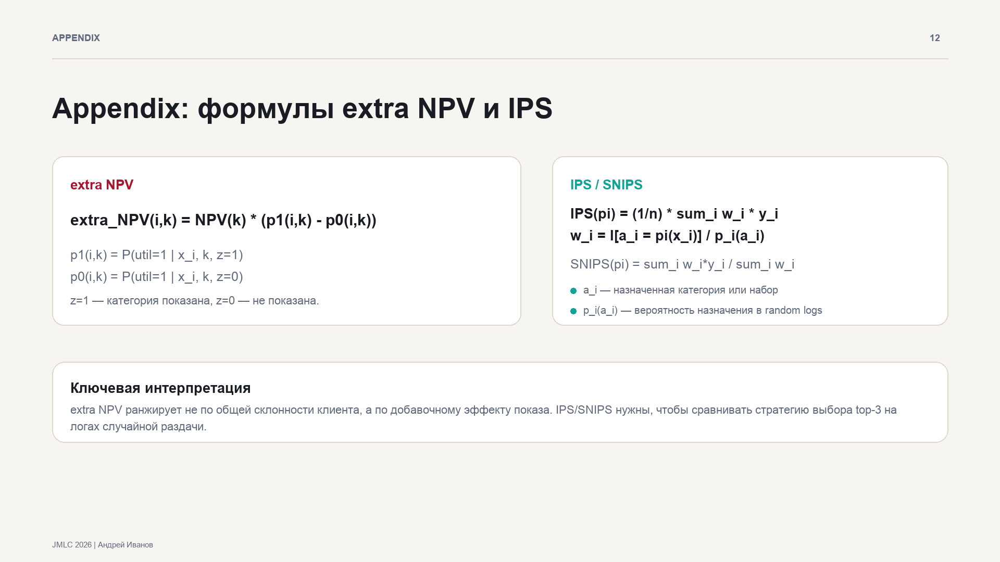 APPENDIX
12
Appendix: формулы extra NPV и IPS
extra NPV
extra_NPV(i,k) = NPV(k) * (p1(i,k) - p0(i,k))
p1(i,k) = P(util=1 | x_i, k, z=1)
p0(i,k) = P(util=1 | x_i, k, z=0)
z=1 — категория показана, z=0 — не показана.
IPS / SNIPS
IPS(pi) = (1/n) * sum_i w_i * y_i
w_i = I[a_i = pi(x_i)] / p_i(a_i)
SNIPS(pi) = sum_i w_i*y_i / sum_i w_i
a_i — назначенная категория или набор
p_i(a_i) — вероятность назначения в random logs
Ключевая интерпретация
extra NPV ранжирует не по общей склонности клиента, а по добавочному эффекту показа. IPS/SNIPS нужны, чтобы сравнивать стратегию выбора top-3 на
логах случайной раздачи.
JMLC 2026 | Андрей Иванов